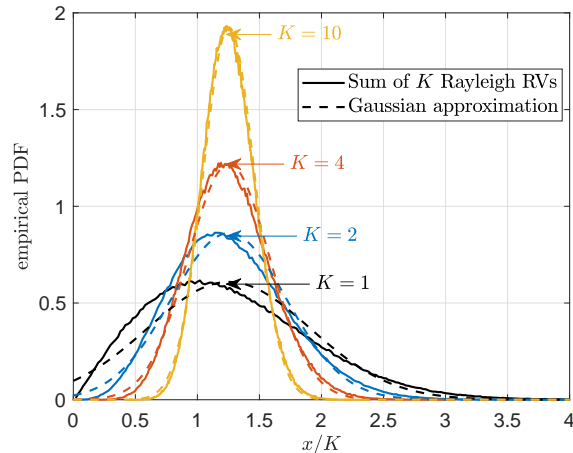 2
K = 10
Sum of K Rayleigh RVs
Gaussian approximation
1.5
K = 4
empirical PDF
1
K = 2
0.5
K = 1
0
0 0.5 1 1.5 2 2.5 3 3.5 4
x/K